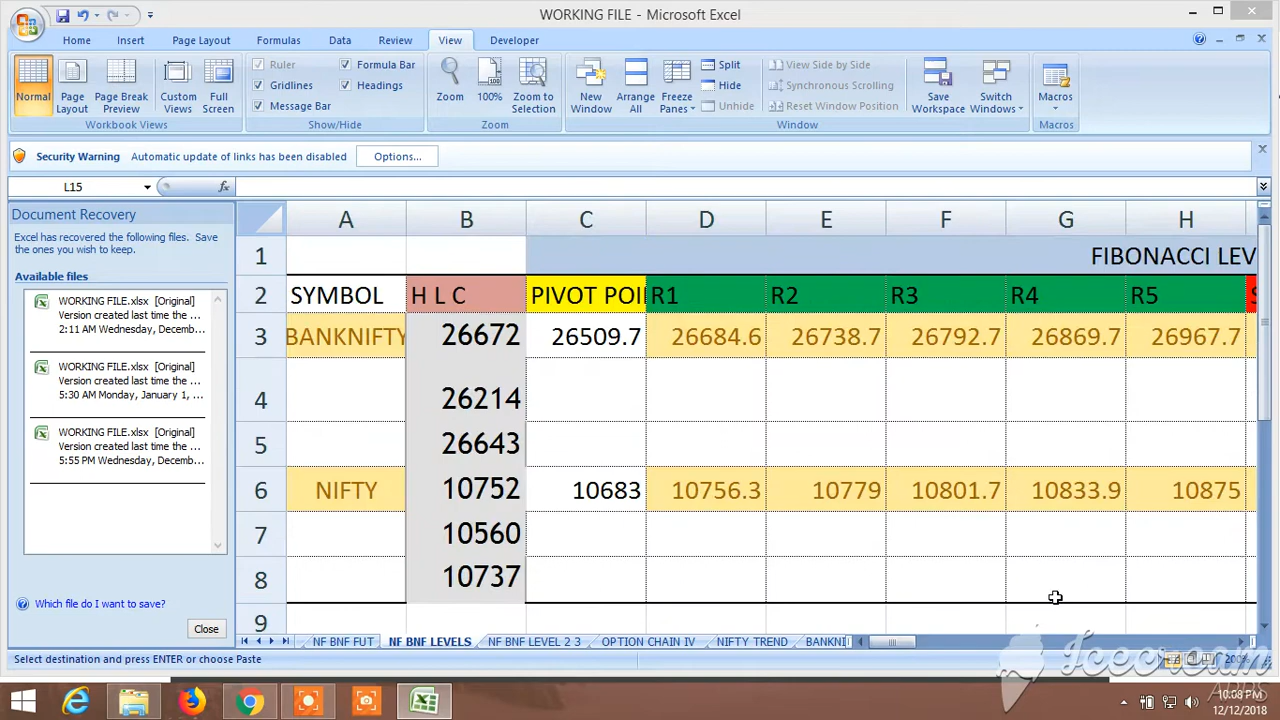 WORKING FILE - Microsoft Excel
Home Insert Page Layout Formulas Data Review View Developer
Normal Page Layout Page Break Preview Custom Views Full Screen
Workbook Views
Ruler Formula Bar
Gridlines Headings
Message Bar
Show/Hide
Zoom 100% Zoom to Selection
Zoom
New Window Arrange All Freeze Panes
Split View Side by Side
Hide Synchronous Scrolling
Unhide Reset Window Position
Save Workspace Switch Windows
Window
Macros
Macros
Security Warning Automatic update of links has been disabled Options...
L15 fx
Document Recovery
Excel has recovered the following files. Save
the ones you wish to keep.
Available files
WORKING FILE.xlsx [Original]
Version created last time the ...
2:11 AM Wednesday, Decemb...
WORKING FILE.xlsx [Original]
Version created last time the ...
5:30 AM Monday, January 1, ...
WORKING FILE.xlsx [Original]
Version created last time the ...
5:55 PM Wednesday, Decemb...
Which file do I want to save?
Close
A B C D E F G H
1 FIBONACCI LEV
2 SYMBOL H L C PIVOT POI R1 R2 R3 R4 R5 S
3 BANKNIFTY 26672 26509.7 26684.6 26738.7 26792.7 26869.7 26967.7
4 26214
5 26643
6 NIFTY 10752 10683 10756.3 10779 10801.7 10833.9 10875
7 10560
8 10737
9
NF BNF FUT NF BNF LEVELS NF BNF LEVEL 2 3 OPTION CHAIN IV NIFTY TREND BANKNI
Select destination and press ENTER or choose Paste 200%
Icecream
APPS
10:08 PM
12/12/2018